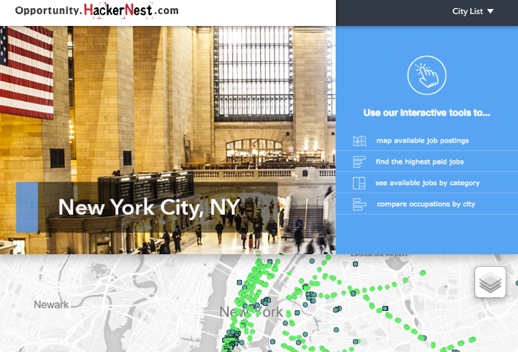 Opportunity.HackerNest.com
City List
Use our interactive tools to...
map available job postings
find the highest paid jobs
see available jobs by category
compare occupations by city
New York City, NY
LaGuardia Airport
Newark
New York